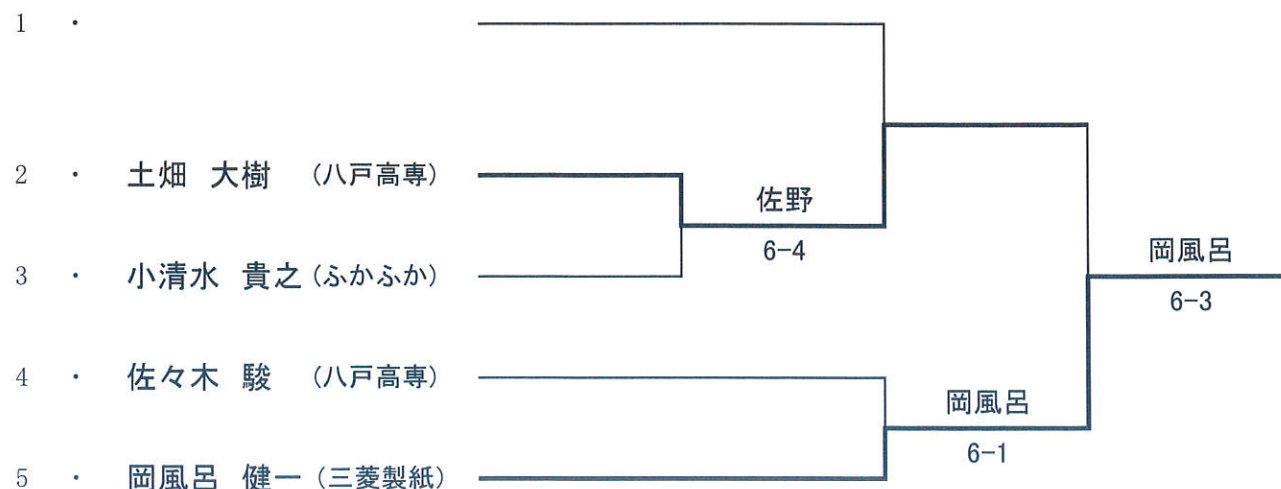 1 ・
2 ・ 土畑 大樹 （八戸高専）
佐野
6-4
3 ・ 小清水 貴之（ふかふか）
岡風呂
6-3
4 ・ 佐々木 駿 （八戸高専）
岡風呂
6-1
5 ・ 岡風呂 健一（三菱製紙）